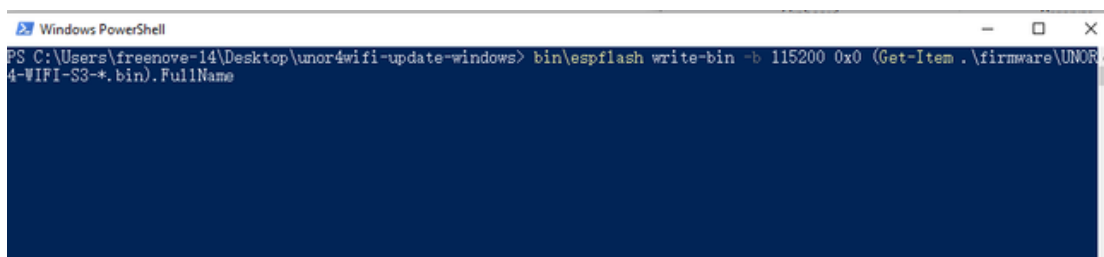 Windows PowerShell
PS C:\Users\freenove-14\Desktop\unor4wifi-update-windows> bin\espflash write-bin -b 115200 0x0 (Get-Item .\firmware\UNOR
4-WIFI-S3-*.bin).FullName